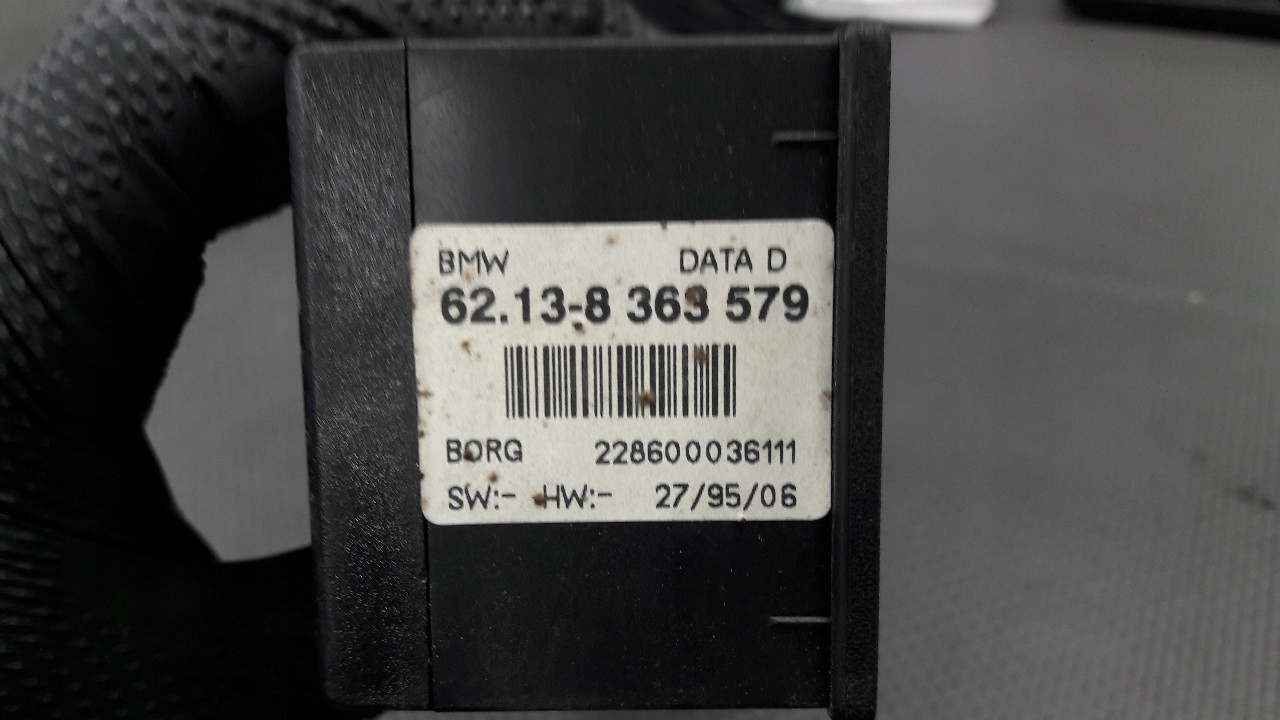 BMW DATA D
62.13-8 363 579
BORG 228600036111
SW:- HW:- 27/95/06